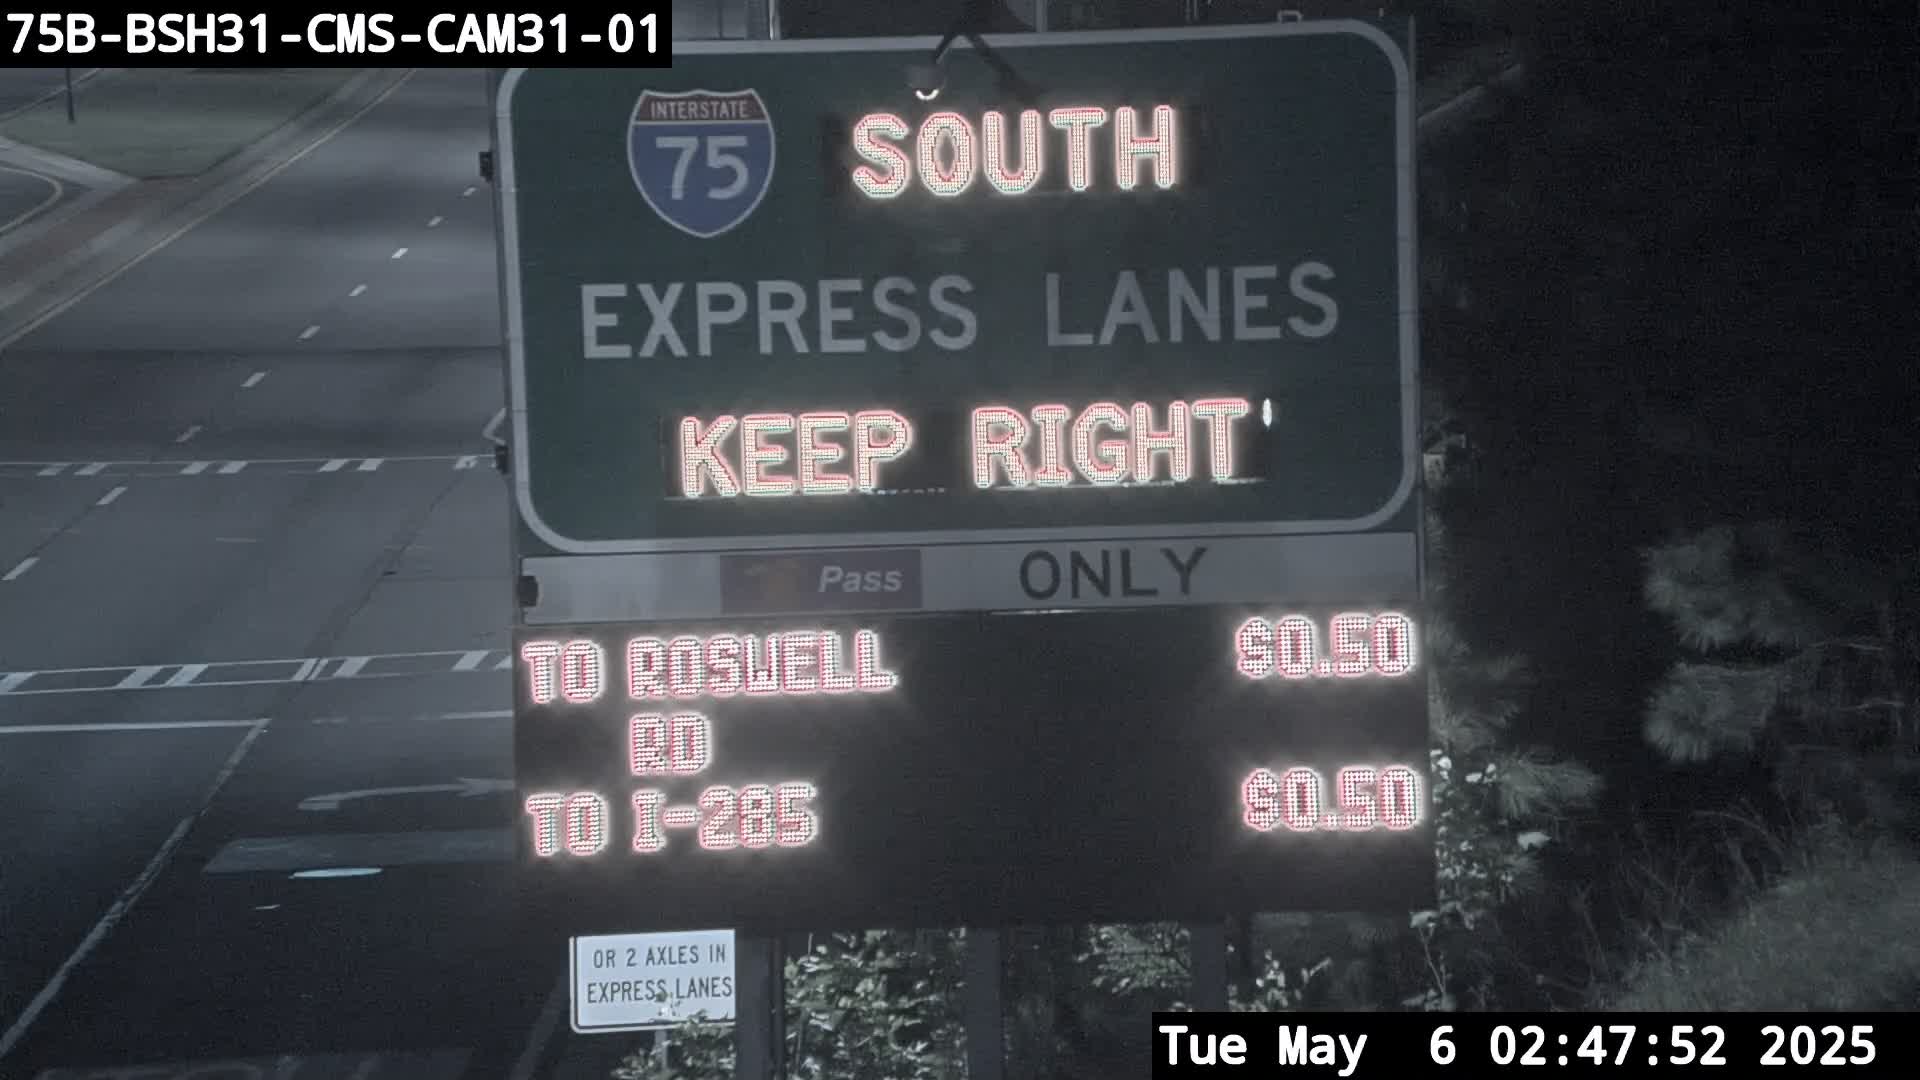 75B-BSH31-CMS-CAM31-01
INTERSTATE
75
SOUTH
EXPRESS LANES
KEEP RIGHT
Pass ONLY
TO ROSWELL $0.50
RD
TO I-285 $0.50
OR 2 AXLES IN
EXPRESS LANES
Tue May 6 02:47:52 2025